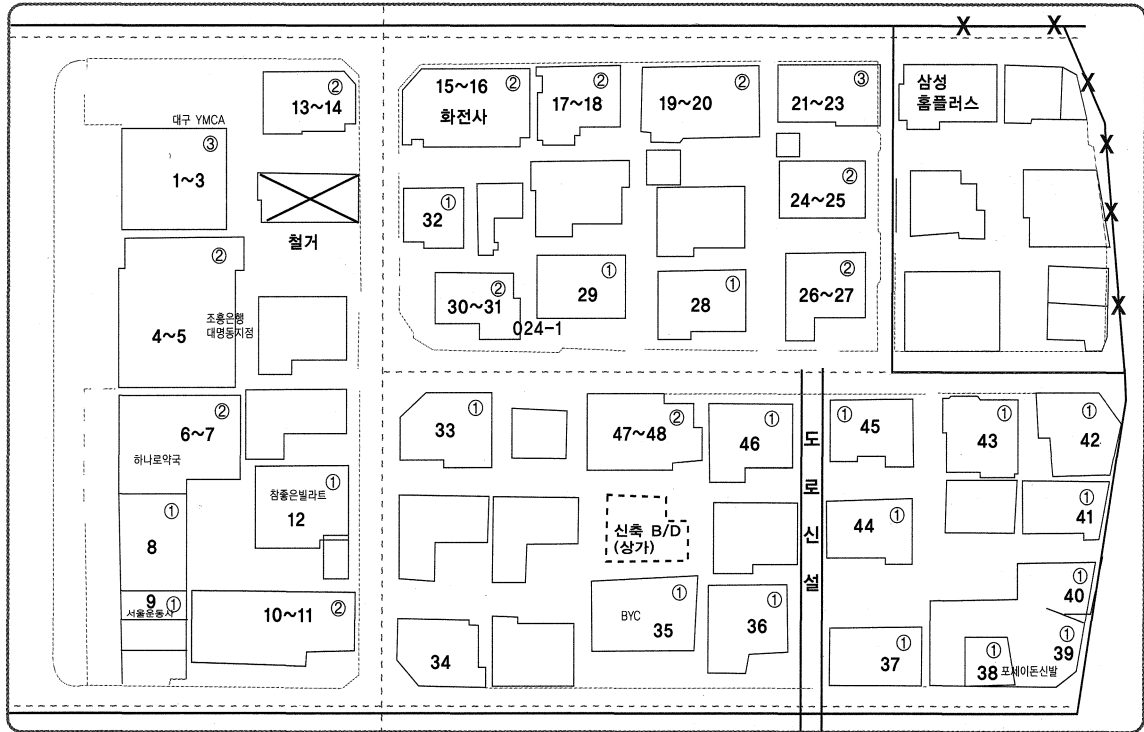 X X
② 13~14
대구 YMCA
③ 1~3
철거
② 4~5
조흥은행
대명동지점
② 6~7
하나로약국
① 8
9 ①
서울운동사
10~11 ②
참좋은빌라트 ①
12
15~16 ②
화전사
② 17~18
② 19~20
③ 21~23
② 24~25
② 26~27
① 28
① 29
② 30~31
024-1
① 32
삼성
홈플러스
X
X
X
X
33 ①
47~48 ②
① 46
신축 B/D
(상가)
BYC ①
35
① 36
34
도
로
신
설
① 45
44 ①
① 43
① 42
① 41
① 40
① 39
① 38 포세이돈신발
① 37